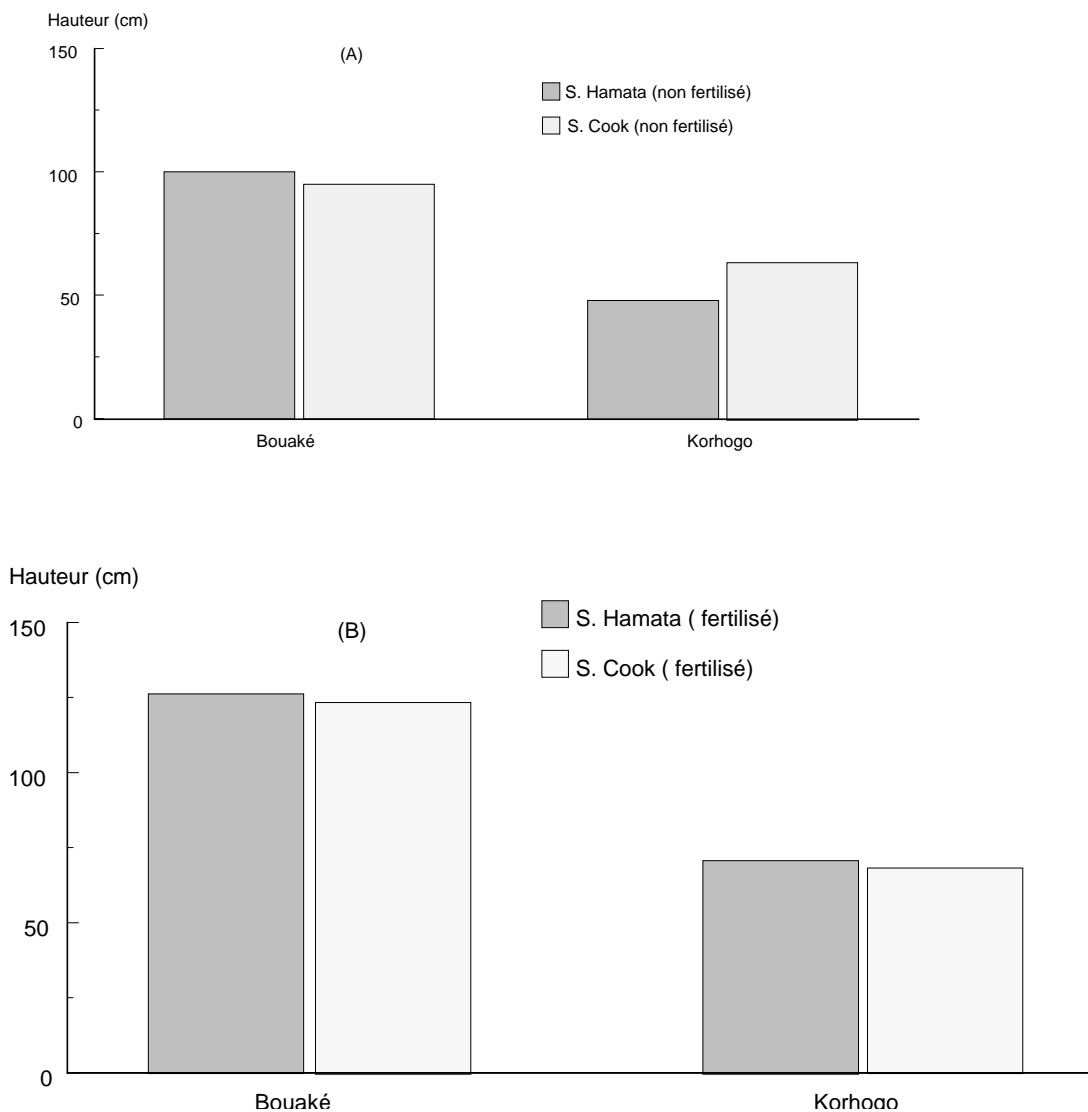 Hauteur (cm)
150
(A)
S. Hamata (non fertilisé)
S. Cook (non fertilisé)
100
50
0
Bouaké Korhogo
Hauteur (cm)
150
(B)
S. Hamata ( fertilisé)
S. Cook ( fertilisé)
100
50
0
Bouaké Korhogo